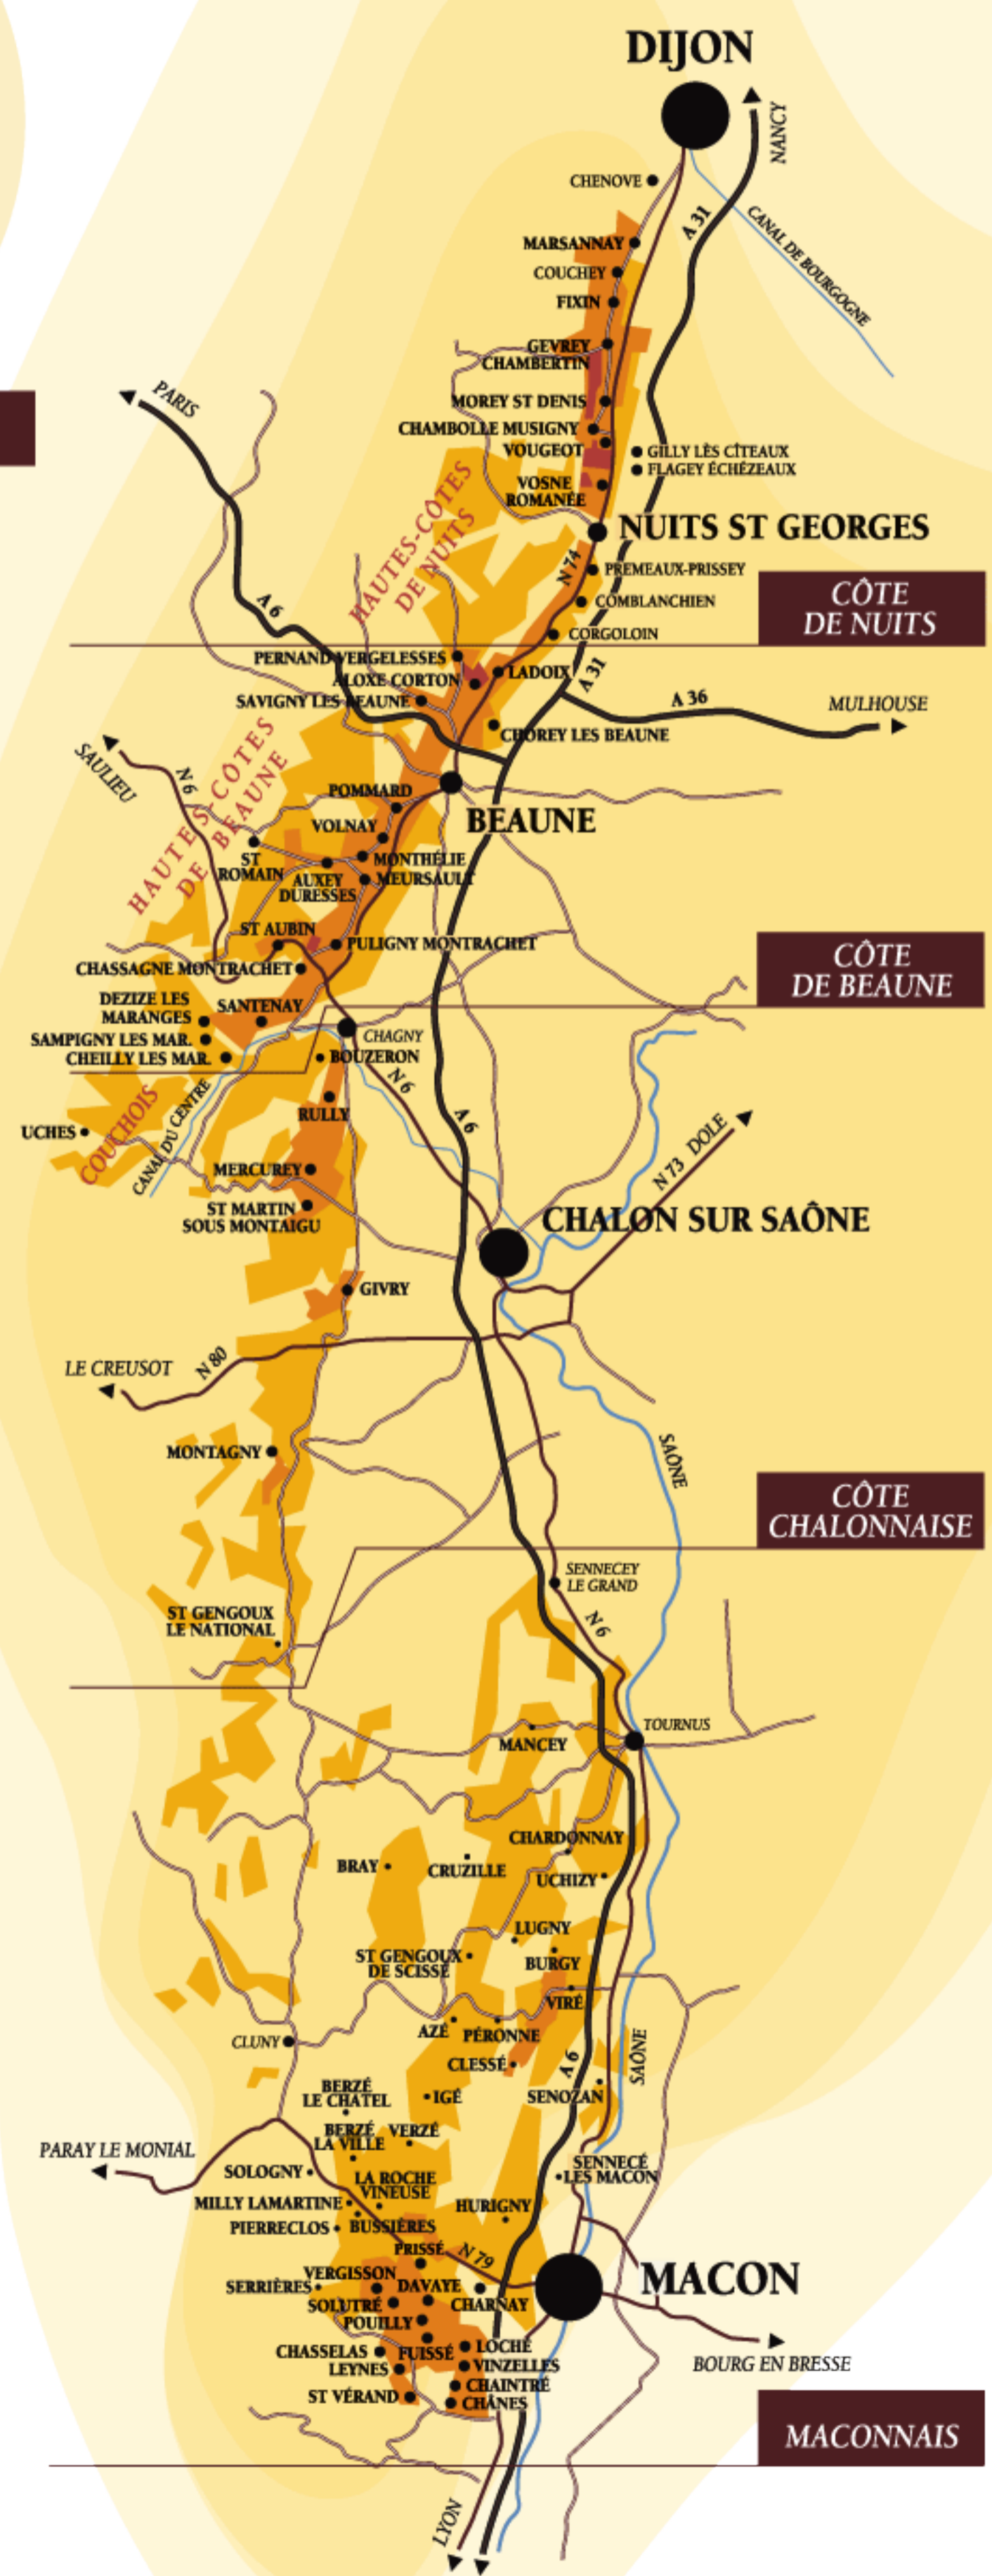 DIJON
NANCY
CHENOVE
A 31
CANAL DE BOURGOGNE
MARSANNAY
COUCHEY
FIXIN
GEVREY
CHAMBERTIN
PARIS
MOREY ST DENIS
CHAMBOLLE MUSIGNY
VOUGEOT
GILLY LÈS CÎTEAUX
FLAGEY ÉCHÉZEAUX
VOSNE
ROMANÉE
HAUTES-CÔTES
DE NUITS
NUITS ST GEORGES
N 74
PREMEAUX-PRISSEY
COMBLANCHIEN
CORGOLOIN
CÔTE
DE NUITS
A 6
PERNAND VERGELESSES
ALOXE CORTON
LADOIX
A 31
SAVIGNY LES BEAUNE
A 36
MULHOUSE
CHOREY LES BEAUNE
SAULIEU
N 6
HAUTES-CÔTES
DE BEAUNE
POMMARD
BEAUNE
VOLNAY
ST
ROMAIN
MONTHÉLIE
AUXEY
DURESSES
MEURSAULT
ST AUBIN
PULIGNY MONTRACHET
CHASSAGNE MONTRACHET
CÔTE
DE BEAUNE
DEZIZE LES
MARANGES
SANTENAY
SAMPIGNY LES MAR.
CHEILLY LES MAR.
CHAGNY
BOUZERON
N 6
RULLY
A 6
UCHES
COUCHOIS
CANAL DU CENTRE
N 73 DOLE
MERCUREY
ST MARTIN
SOUS MONTAIGU
CHALON SUR SAÔNE
GIVRY
LE CREUSOT
N 80
MONTAGNY
SAÔNE
CÔTE
CHALONNAISE
SENNECEY
LE GRAND
N 6
ST GENGOUX
LE NATIONAL
TOURNUS
MANCEY
CHARDONNAY
BRAY
CRUZILLE
UCHIZY
LUGNY
ST GENGOUX
DE SCISSÉ
BURGY
VIRÉ
AZÉ
PÉRONNE
CLUNY
CLESSÉ
A 6
SAÔNE
IGÉ
SENOZAN
BERZÉ
LE CHATEL
BERZÉ
LA VILLE
VERZÉ
PARAY LE MONIAL
SOLOGNY
SENNECÉ
LES MACON
LA ROCHE
VINEUSE
MILLY LAMARTINE
HURIGNY
PIERRECLOS
BUSSIÈRES
PRISSÉ
N 79
VERGISSON
SERRIÈRES
DAVAYE
MACON
SOLUTRÉ
CHARNAY
POUILLY
CHASSELAS
FUISSÉ
LOCHÉ
LEYNES
VINZELLES
BOURG EN BRESSE
CHAINTRÉ
ST VÉRAND
CHÂNES
MACONNAIS
LYON